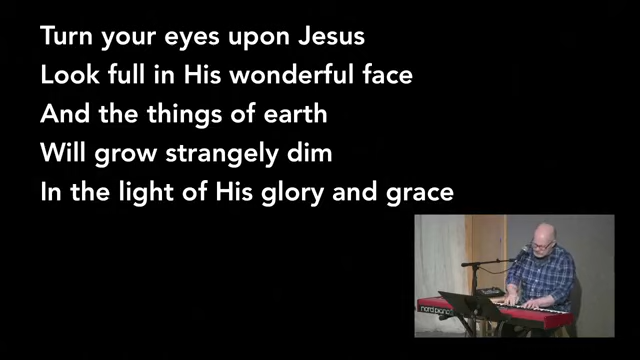 Turn your eyes upon Jesus
Look full in His wonderful face
And the things of earth
Will grow strangely dim
In the light of His glory and grace
nord piano